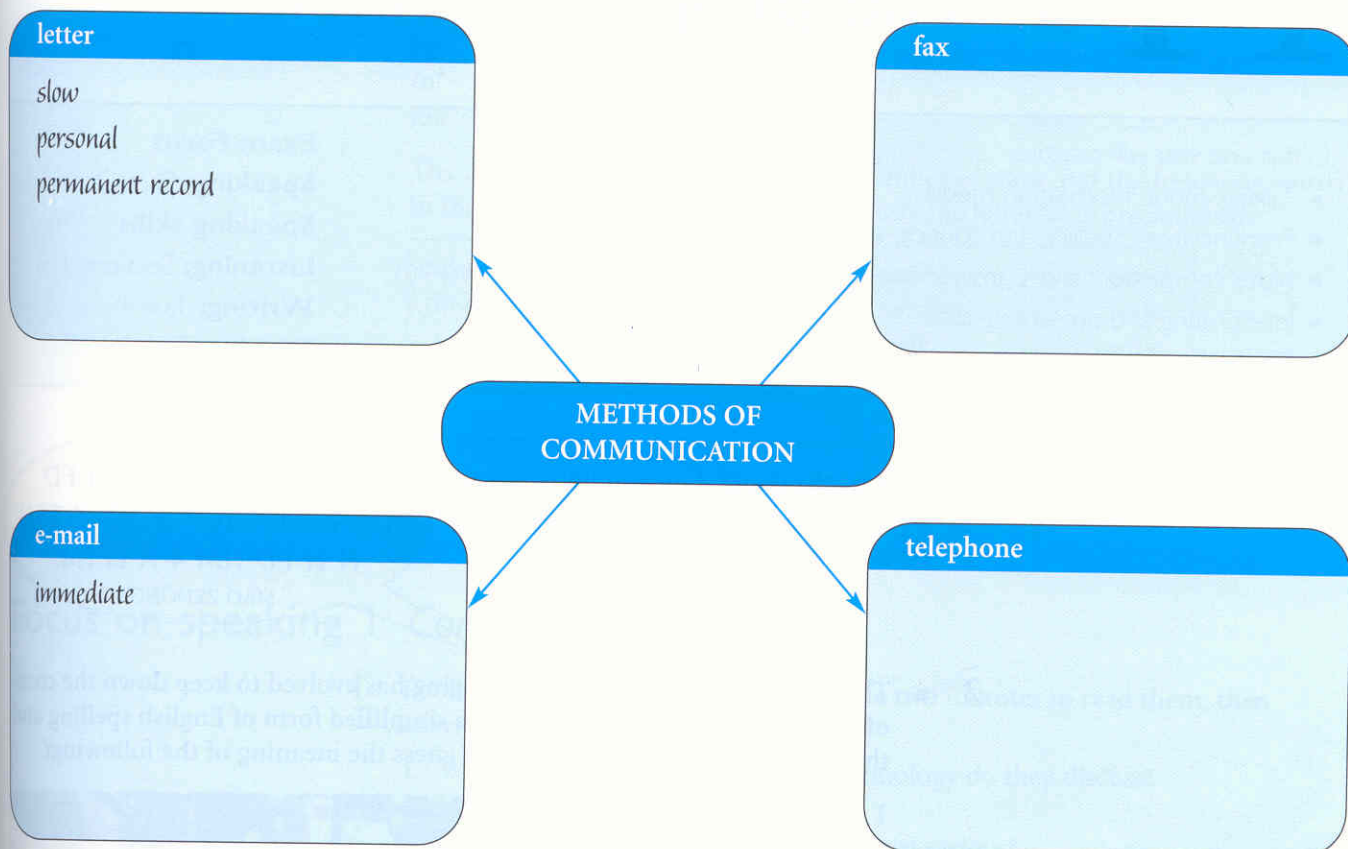 letter
slow
personal
permanent record
fax
METHODS OF
COMMUNICATION
e-mail
immediate
telephone